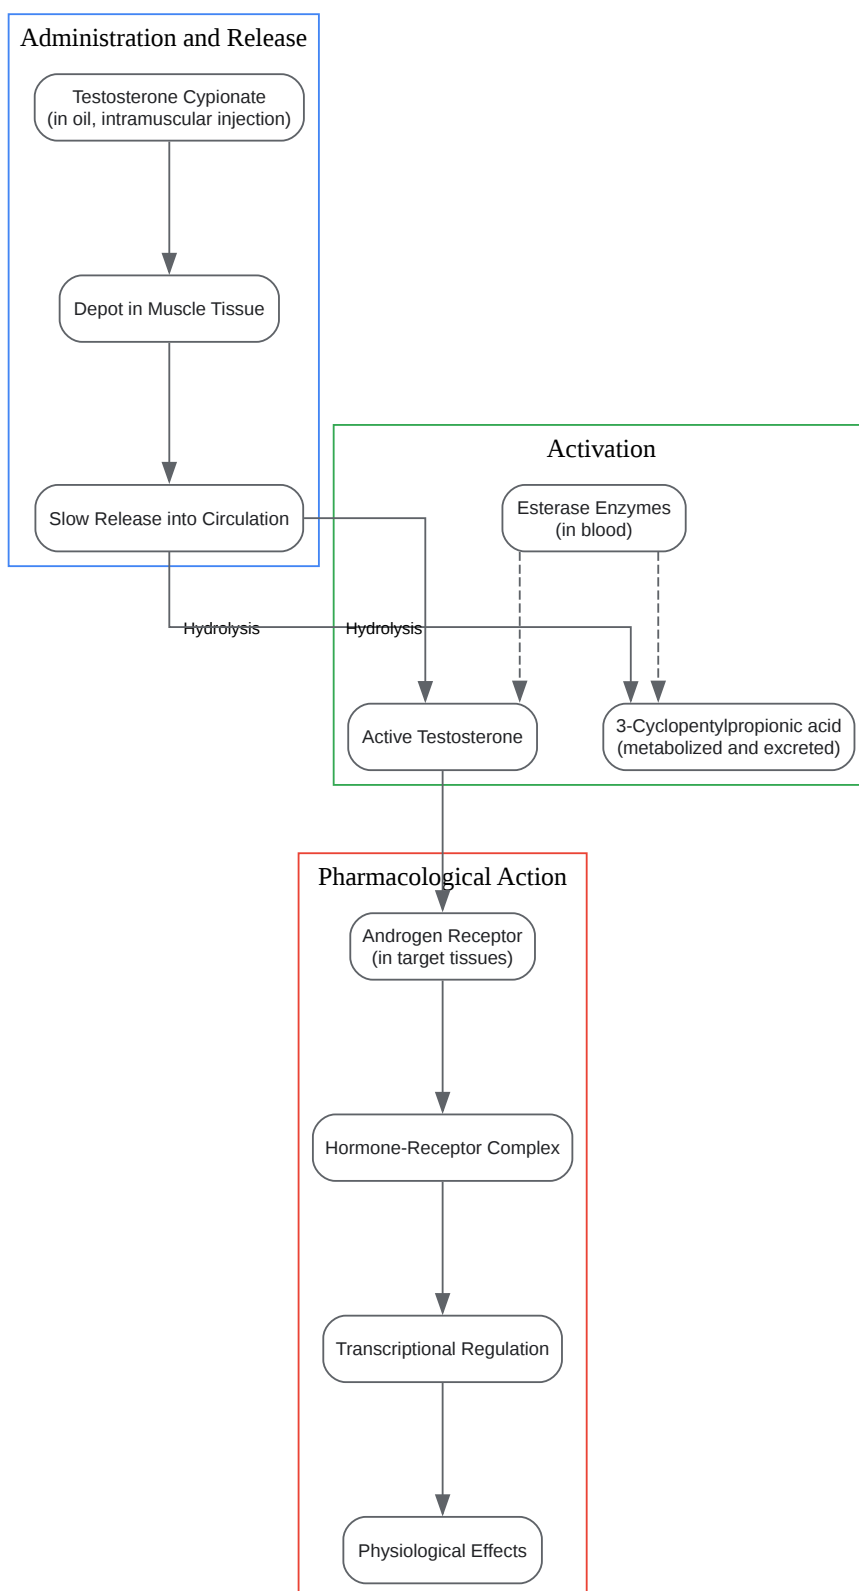 Administration and Release
Testosterone Cypionate
(in oil, intramuscular injection)
Depot in Muscle Tissue
Slow Release into Circulation
Activation
Esterase Enzymes
(in blood)
Hydrolysis
Hydrolysis
Active Testosterone
3-Cyclopentylpropionic acid
(metabolized and excreted)
Pharmacological Action
Androgen Receptor
(in target tissues)
Hormone-Receptor Complex
Transcriptional Regulation
Physiological Effects